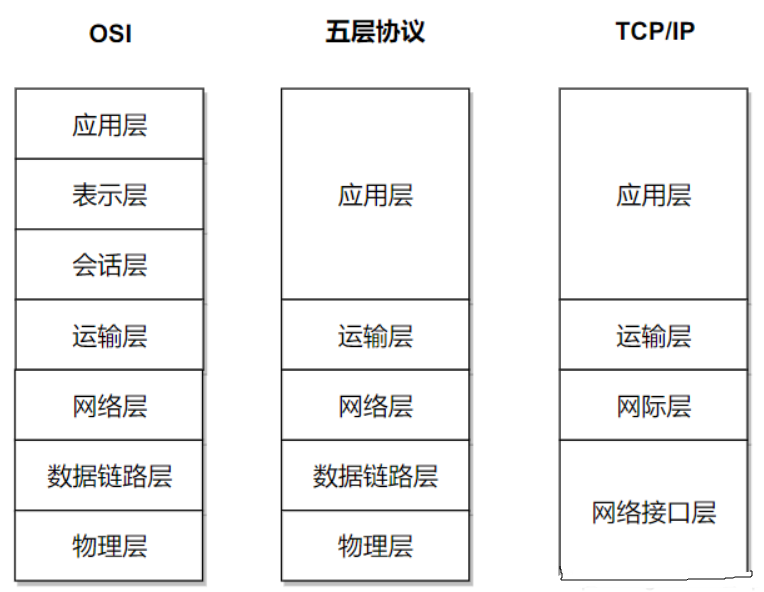 OSI
五层协议
TCP/IP
应用层
表示层
会话层
运输层
网络层
数据链路层
物理层
应用层
运输层
网络层
数据链路层
物理层
应用层
运输层
网际层
网络接口层